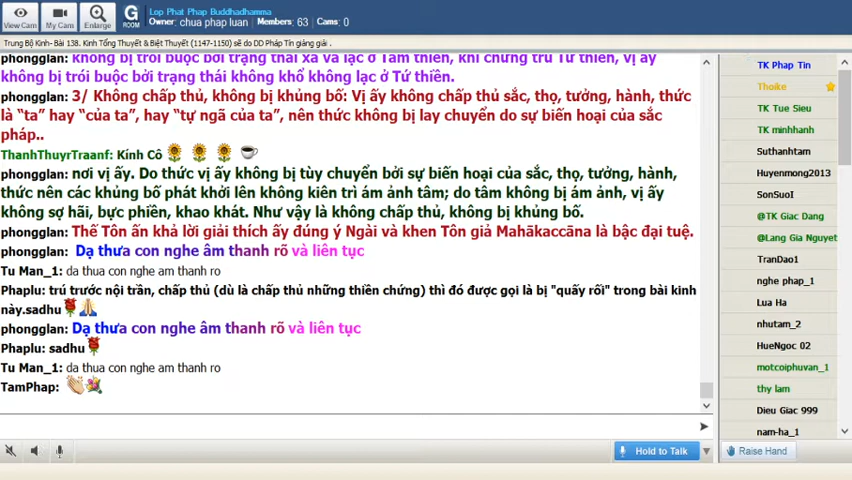 View Cam
My Cam
Enlarge
G ROOM
Lop Phat Phap Buddhadhamma
Owner: chua phap luan Members: 63 Cams: 0
Trung Bộ Kinh- Bài 138. Kinh Tổng Thuyết & Biệt Thuyết (1147-1150) sẽ do DD Pháp Tín giảng giải .
phongglan: không bị trói buộc bởi trạng thái xả và lạc ở Tam thiền, khi chứng trú Tứ thiền, vị ấy
không bị trói buộc bởi trạng thái không khổ không lạc ở Tứ thiền.
phongglan: 3/ Không chấp thủ, không bị khủng bố: Vị ấy không chấp thủ sắc, thọ, tưởng, hành, thức
là “ta” hay “của ta”, hay “tự ngã của ta”, nên thức không bị lay chuyển do sự biến hoại của sắc
pháp..
ThanhThuyrTraanf: Kính Cô
phongglan: nơi vị ấy. Do thức vị ấy không bị tùy chuyển bởi sự biến hoại của sắc, thọ, tưởng, hành,
thức nên các khủng bố phát khởi lên không kiên trì ám ảnh tâm; do tâm không bị ám ảnh, vị ấy
không sợ hãi, bực phiền, khao khát. Như vậy là không chấp thủ, không bị khủng bố.
phongglan: Thế Tôn ấn khả lời giải thích ấy đúng ý Ngài và khen Tôn giả Mahākaccāna là bậc đại tuệ.
phongglan: Dạ thưa con nghe âm thanh rõ và liên tục
Tu Man_1: da thua con nghe am thanh ro
Phaplu: trú trước nội trần, chấp thủ (dù là chấp thủ những thiền chứng) thì đó được gọi là bị "quấy rối" trong bài kinh
này.sadhu
phongglan: Dạ thưa con nghe âm thanh rõ và liên tục
Phaplu: sadhu
Tu Man_1: da thua con nghe am thanh ro
TamPhap:
Hold to Talk
TK Phap Tin
Thoike
TK Tue Sieu
TK minhhanh
Suthanhtam
Huyenmong2013
SonSuoI
@TK Giac Dang
@Lang Gia Nguyet
TranDao1
nghe phap_1
Lua Ha
nhutam_2
HueNgoc 02
motcoiphuvan_1
thy lam
Dieu Giac 999
nam-ha_1
Raise Hand